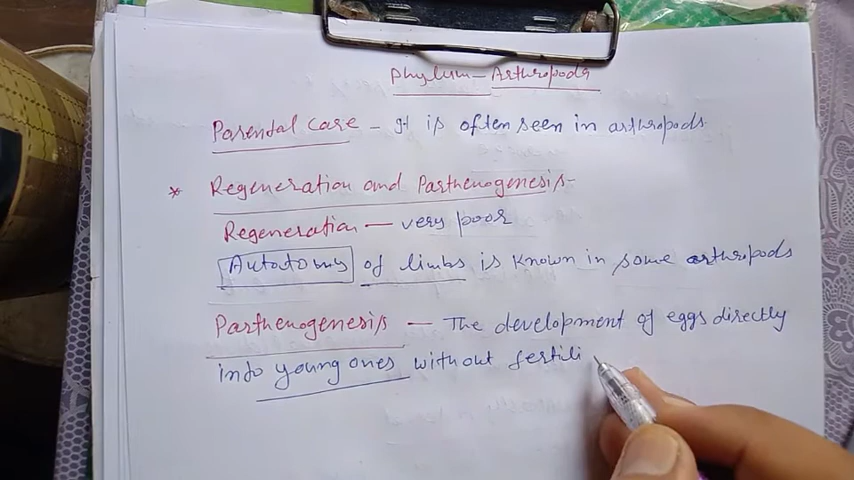 Phylum - Arthropoda
Parental care - It is often seen in arthropods
* Regeneration and Parthenogenesis-
Regeneration — very poor
Autotomy of limbs is known in some arthropods
Parthenogenesis — The development of eggs directly
into young ones without fertili